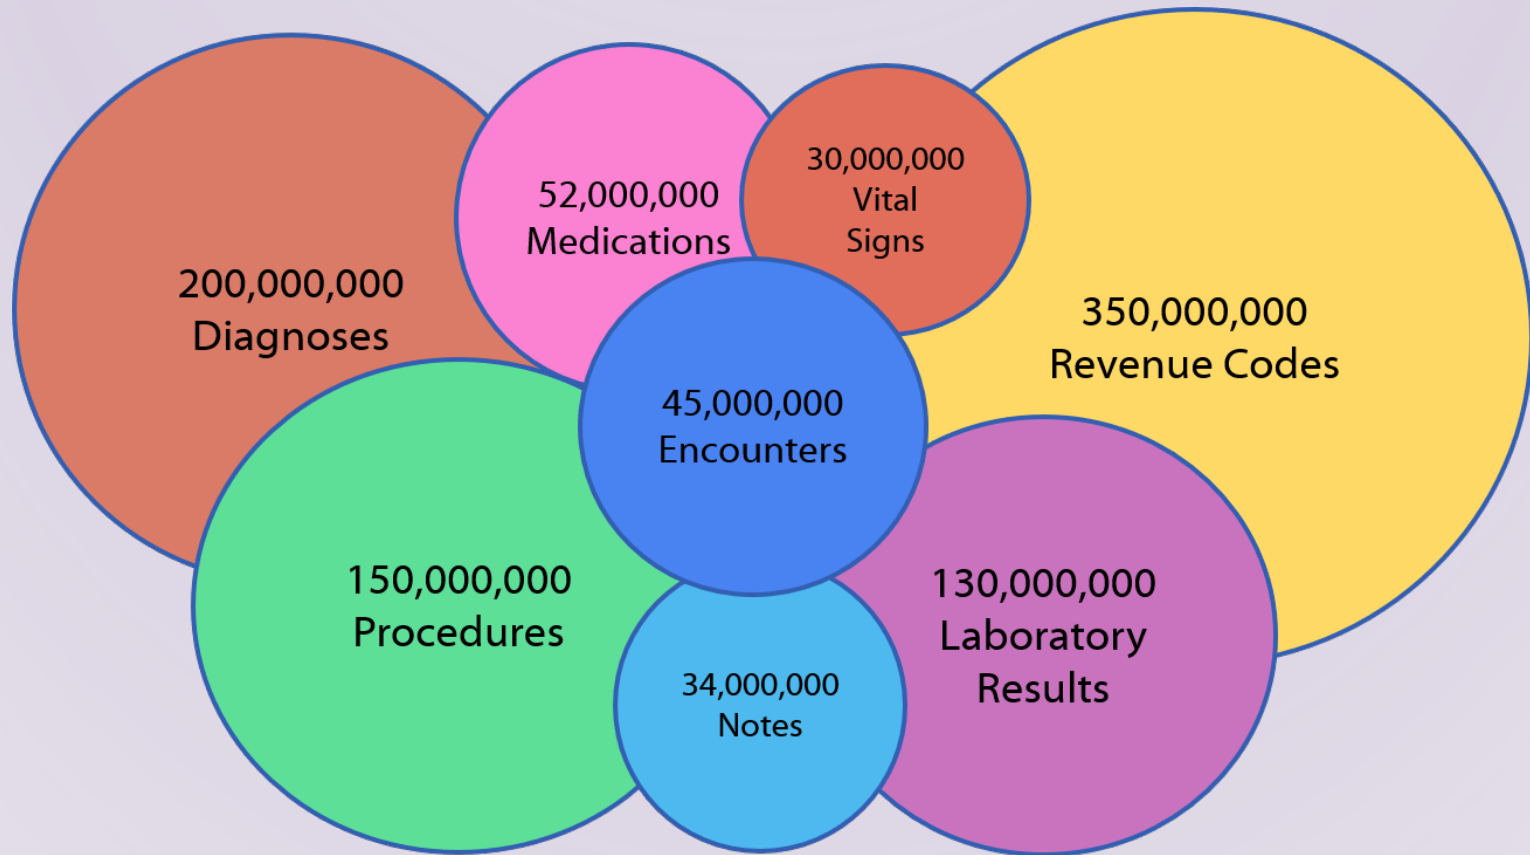 30,000,000
Vital
Signs
52,000,000
Medications
200,000,000
Diagnoses
350,000,000
Revenue Codes
45,000,000
Encounters
150,000,000
Procedures
130,000,000
Laboratory
Results
34,000,000
Notes